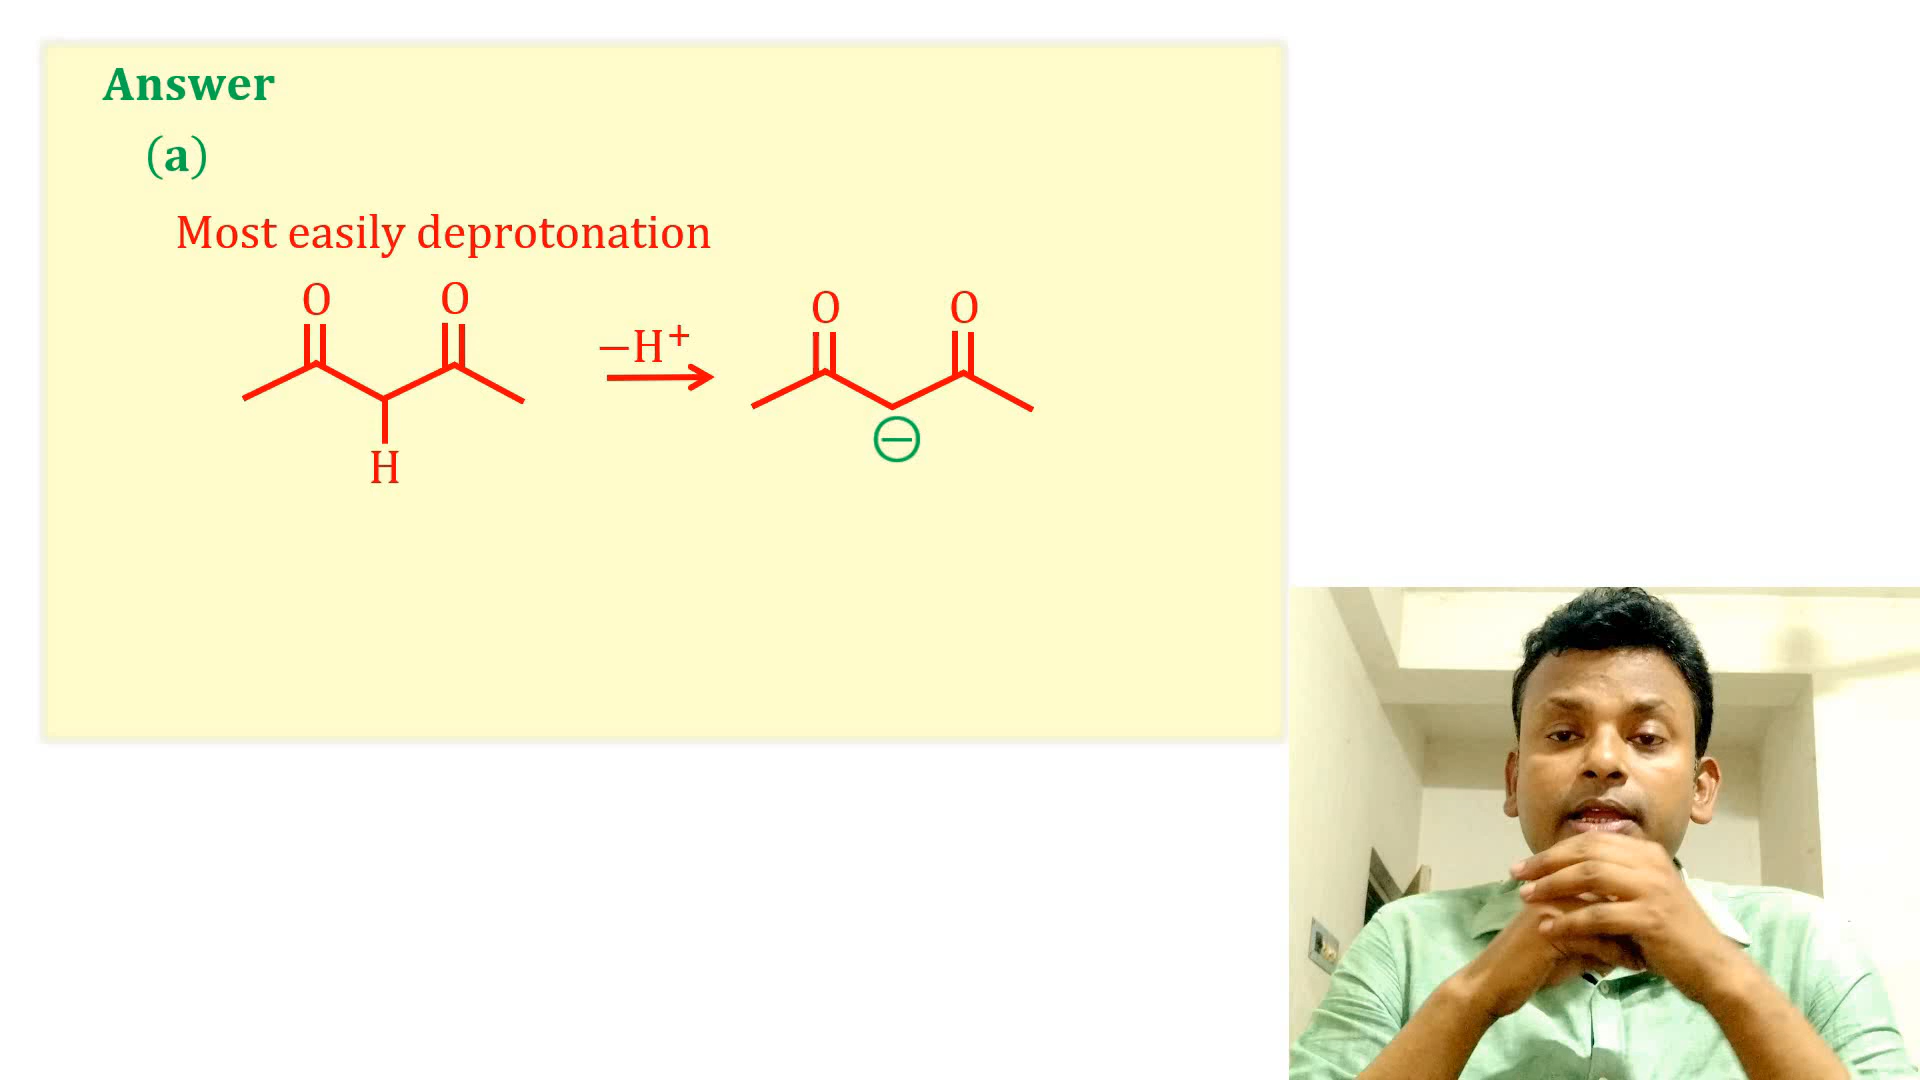 Answer
(a)
Most easily deprotonation
O O
−H⁺
O O
⊖
H